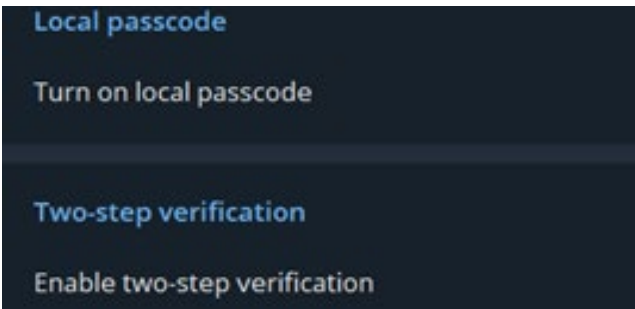 Local passcode
Turn on local passcode
Two-step verification
Enable two-step verification